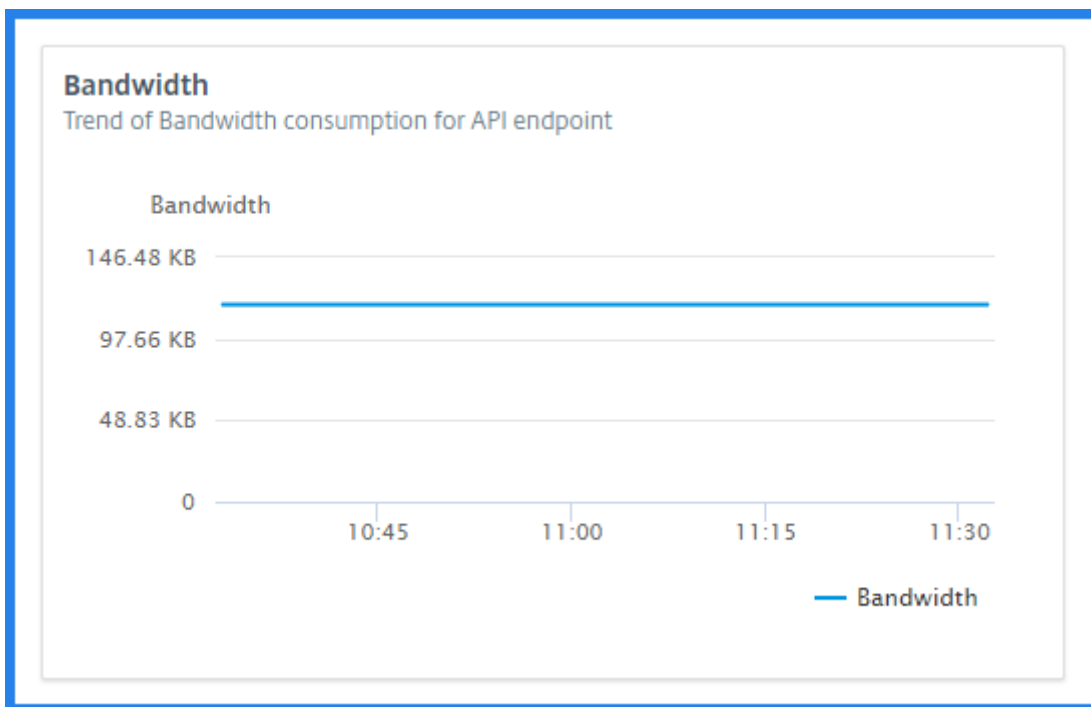 Bandwidth
Trend of Bandwidth consumption for API endpoint
Bandwidth
146.48 KB
97.66 KB
48.83 KB
0
10:45 11:00 11:15 11:30
Bandwidth